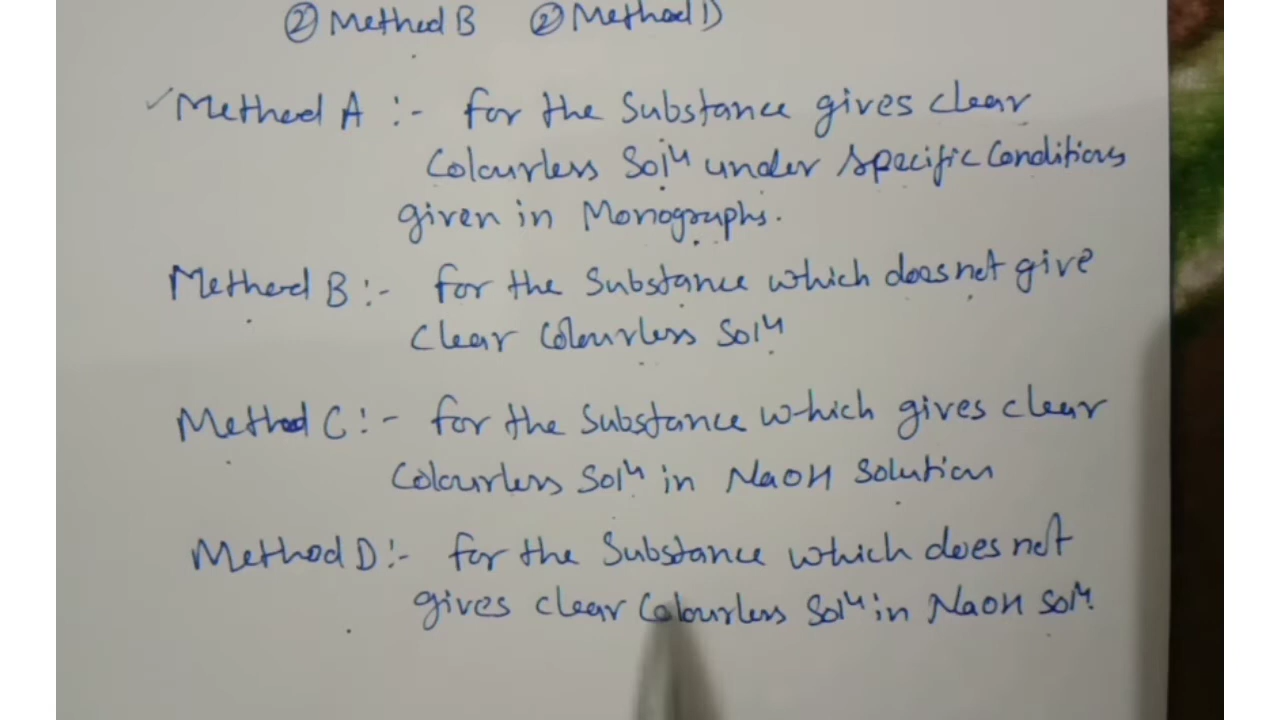 ② Method B ② Method D
✓ Method A :- for the Substance gives clear
Colourless Solⁿ under specific Conditions
given in Monographs.
Method B :- for the Substance which does not give
Clear Colourless Solⁿ
Method C :- for the Substance which gives clear
Colourless Solⁿ in NaOH Solution
Method D :- for the Substance which does not
gives clear Colourless Solⁿ in NaOH Solⁿ.